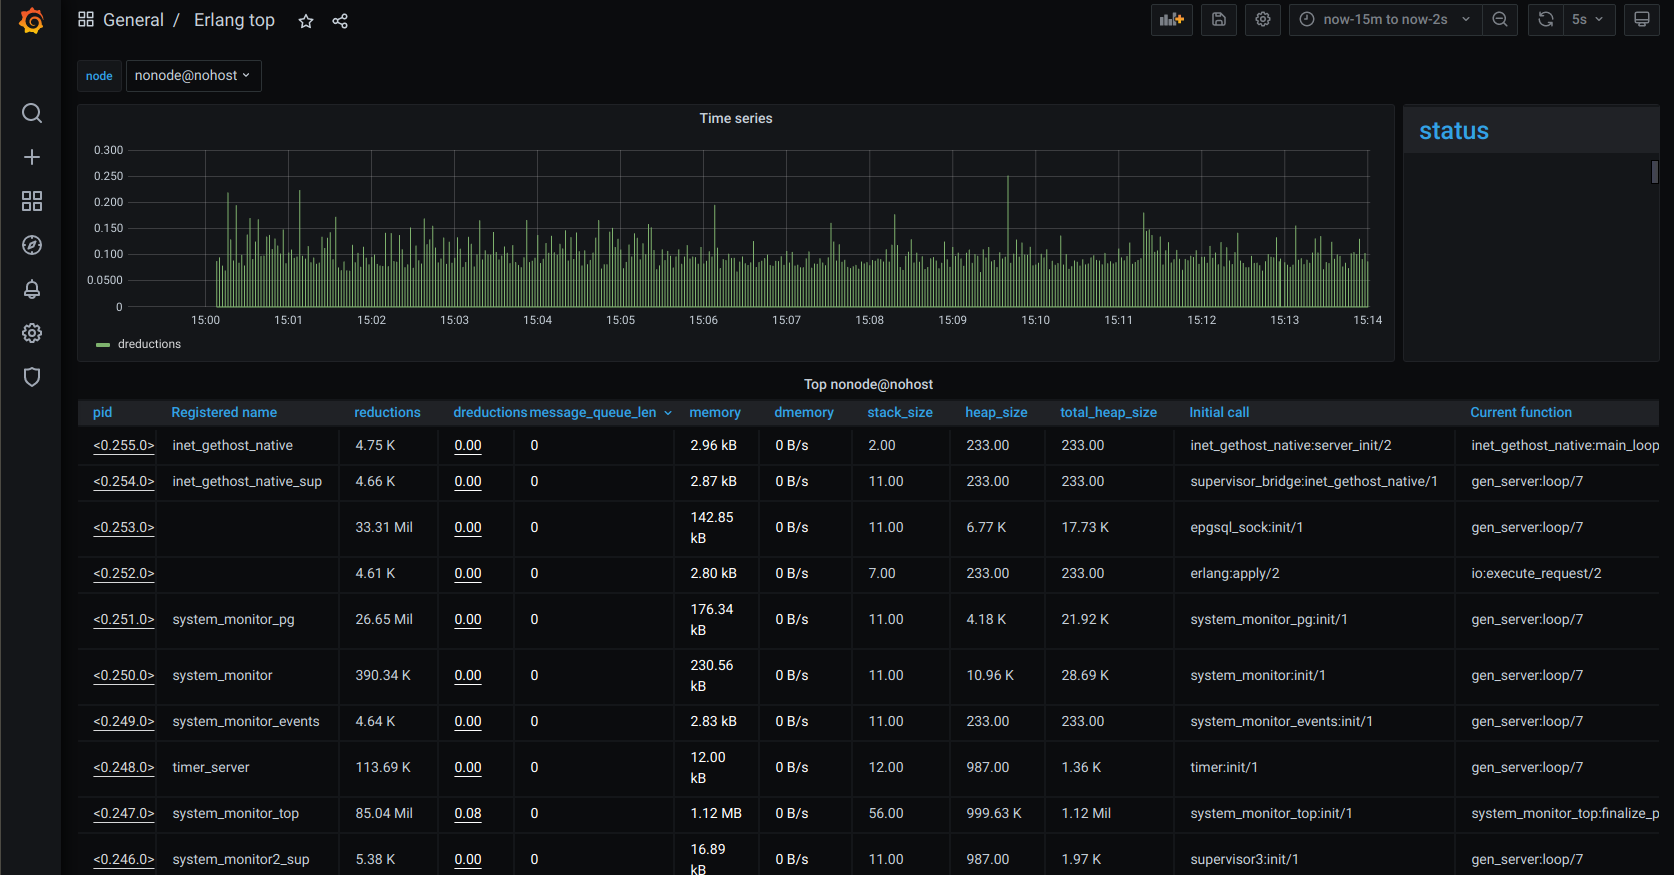 General / Erlang top
now-15m to now-2s
5s
node nonode@nohost
Time series
status
0.300
0.250
0.200
0.150
0.100
0.0500
0
15:00 15:01 15:02 15:03 15:04 15:05 15:06 15:07 15:08 15:09 15:10 15:11 15:12 15:13 15:14
dreductions
Top nonode@nohost
pid Registered name reductions dreductions message_queue_len memory dmemory stack_size heap_size total_heap_size Initial call Current function
<0.255.0> inet_gethost_native 4.75 K 0.00 0 2.96 kB 0 B/s 2.00 233.00 233.00 inet_gethost_native:server_init/2 inet_gethost_native:main_loop
<0.254.0> inet_gethost_native_sup 4.66 K 0.00 0 2.87 kB 0 B/s 11.00 233.00 233.00 supervisor_bridge:inet_gethost_native/1 gen_server:loop/7
<0.253.0> 33.31 Mil 0.00 0 142.85 kB 0 B/s 11.00 6.77 K 17.73 K epgsql_sock:init/1 gen_server:loop/7
<0.252.0> 4.61 K 0.00 0 2.80 kB 0 B/s 7.00 233.00 233.00 erlang:apply/2 io:execute_request/2
<0.251.0> system_monitor_pg 26.65 Mil 0.00 0 176.34 kB 0 B/s 11.00 4.18 K 21.92 K system_monitor_pg:init/1 gen_server:loop/7
<0.250.0> system_monitor 390.34 K 0.00 0 230.56 kB 0 B/s 11.00 10.96 K 28.69 K system_monitor:init/1 gen_server:loop/7
<0.249.0> system_monitor_events 4.64 K 0.00 0 2.83 kB 0 B/s 11.00 233.00 233.00 system_monitor_events:init/1 gen_server:loop/7
<0.248.0> timer_server 113.69 K 0.00 0 12.00 kB 0 B/s 12.00 987.00 1.36 K timer:init/1 gen_server:loop/7
<0.247.0> system_monitor_top 85.04 Mil 0.08 0 1.12 MB 0 B/s 56.00 999.63 K 1.12 Mil system_monitor_top:init/1 system_monitor_top:finalize_p
<0.246.0> system_monitor2_sup 5.38 K 0.00 0 16.89 kB 0 B/s 11.00 987.00 1.97 K supervisor3:init/1 gen_server:loop/7